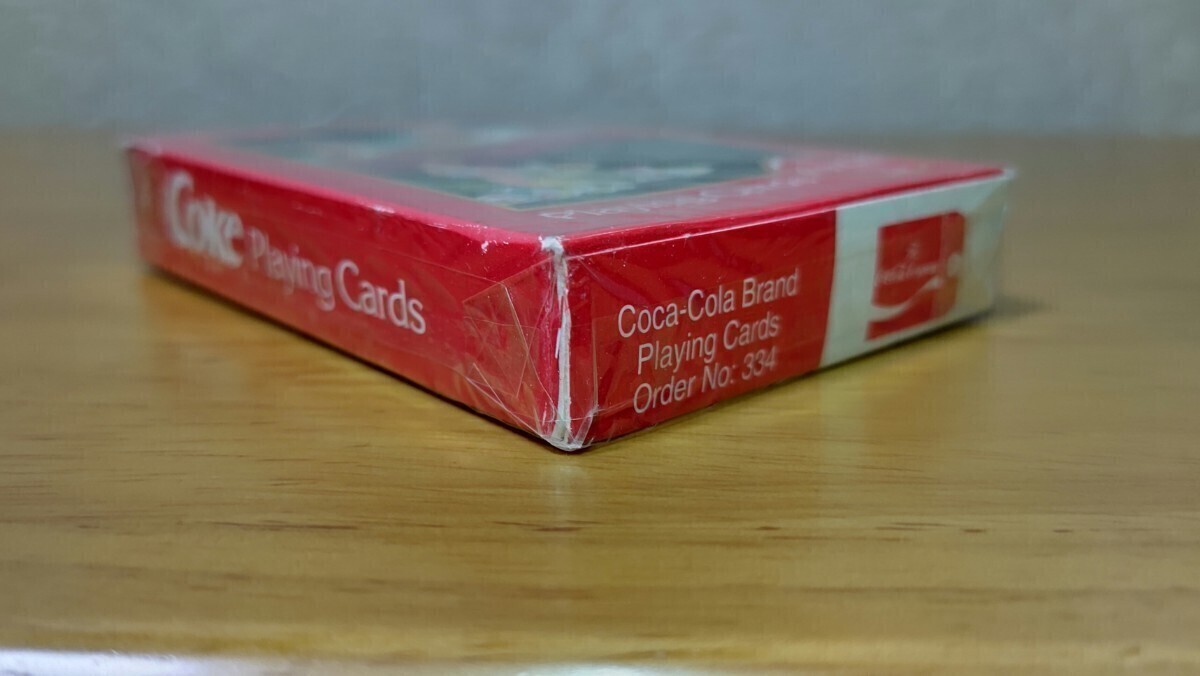 Coke Playing Cards
Coca-Cola Brand
Playing Cards
Order No: 334